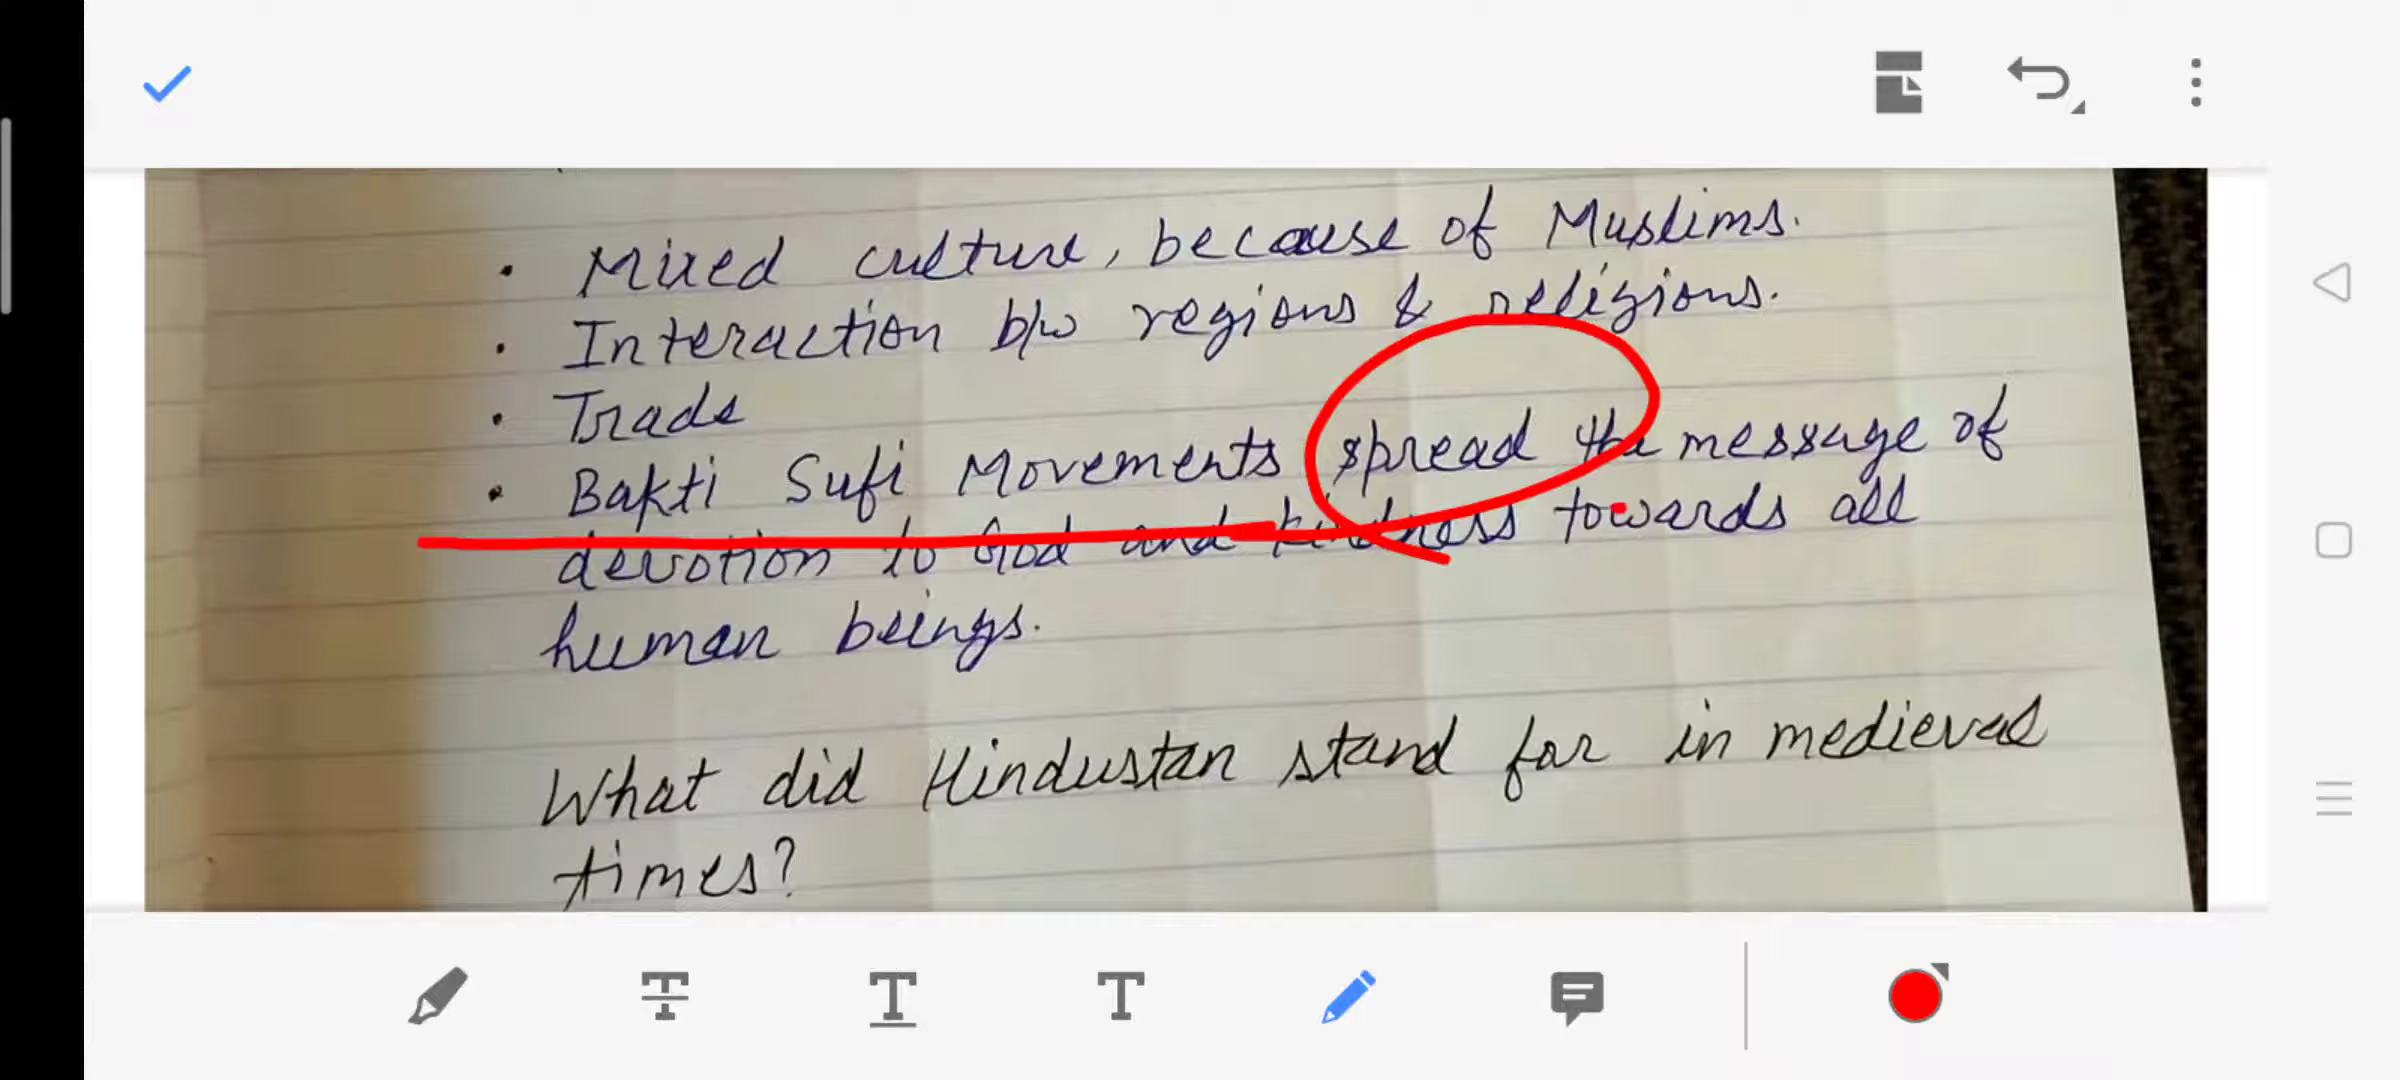 • Mixed culture, because of Muslims.
• Interaction b/w regions & religions.
• Trade
• Bakti Sufi Movements spread the message of
devotion to God and kindness towards all
human beings.
What did Hindustan stand for in medieval
times?